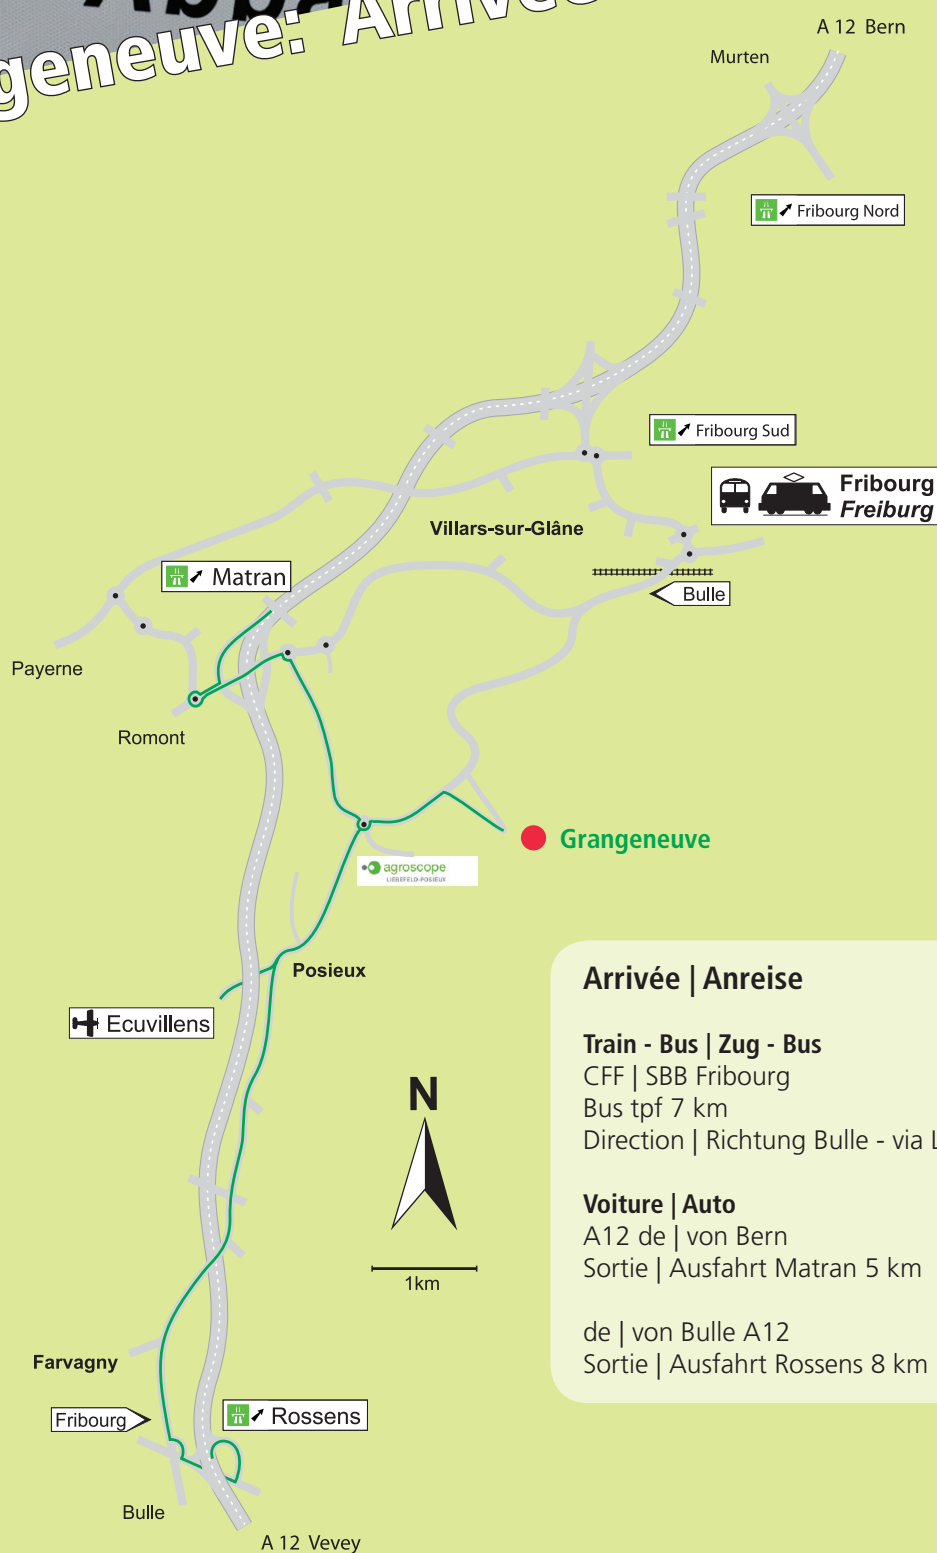 geneuve: Arrivée
A 12 Bern
Murten
Fribourg Nord
Fribourg Sud
Fribourg
Freiburg
Villars-sur-Glâne
Matran
Bulle
Payerne
Romont
Grangeneuve
agroscope
LIEBEFELD-POSIEUX
Posieux
Ecuvillens
N
1km
Arrivée | Anreise
Train - Bus | Zug - Bus
CFF | SBB Fribourg
Bus tpf 7 km
Direction | Richtung Bulle - via
Voiture | Auto
A12 de | von Bern
Sortie | Ausfahrt Matran 5 km
de | von Bulle A12
Sortie | Ausfahrt Rossens 8 km
Farvagny
Fribourg
Rossens
Bulle
A 12 Vevey